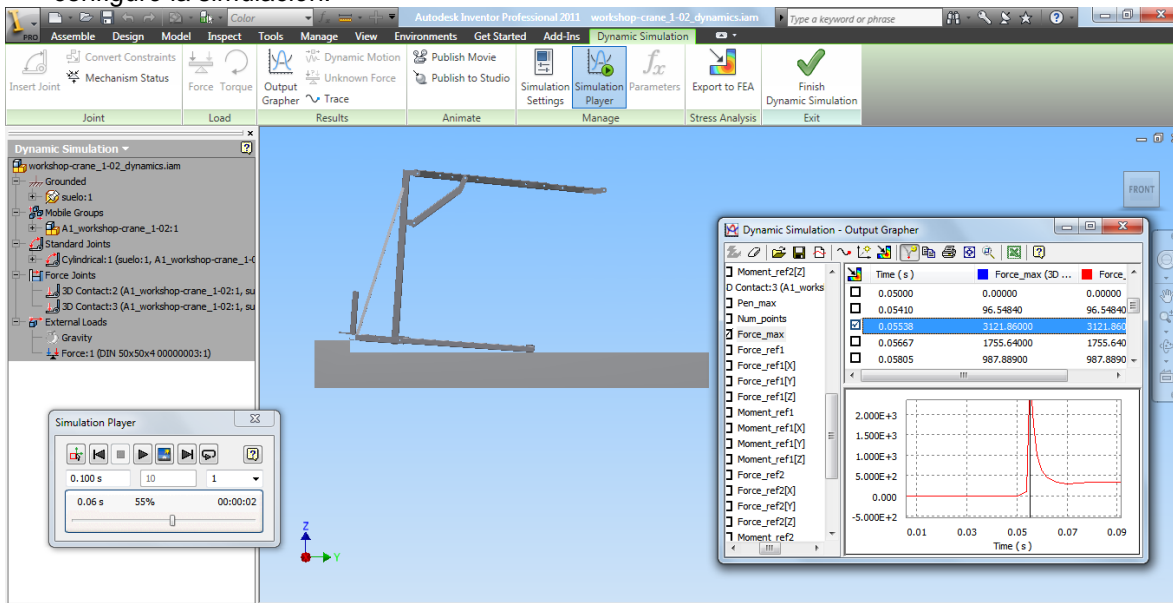 configure la simulación.
Color
Autodesk Inventor Professional 2011 workshop-crane_1-02_dynamics.iam
Type a keyword or phrase
PRO
Assemble Design Model Inspect Tools Manage View Environments Get Started Add-Ins Dynamic Simulation
Insert Joint
Convert Constraints
Mechanism Status
Joint
Force Torque
Load
Output Grapher
Dynamic Motion
Unknown Force
Trace
Results
Publish Movie
Publish to Studio
Animate
Simulation Settings
Simulation Player
Parameters
Manage
Export to FEA
Stress Analysis
Finish Dynamic Simulation
Exit
Dynamic Simulation
workshop-crane_1-02_dynamics.iam
Grounded
suelo:1
Mobile Groups
A1_workshop-crane_1-02:1
Standard Joints
Cylindrical:1 (suelo:1, A1_workshop-crane_1-0
Force Joints
3D Contact:2 (A1_workshop-crane_1-02:1, su
3D Contact:3 (A1_workshop-crane_1-02:1, su
External Loads
Gravity
Force:1 (DIN 50x50x4 00000003:1)
FRONT
Simulation Player
0.100 s 10 1
0.06 s 55% 00:00:02
Z
Y
Dynamic Simulation - Output Grapher
Moment_ref2[Z]
D Contact:3 (A1_works
Pen_max
Num_points
Force_max
Force_ref1
Force_ref1[X]
Force_ref1[Y]
Force_ref1[Z]
Moment_ref1
Moment_ref1[X]
Moment_ref1[Y]
Moment_ref1[Z]
Force_ref2
Force_ref2[X]
Force_ref2[Y]
Force_ref2[Z]
Moment_ref2
Time ( s ) Force_max (3D ... Force_
0.05000 0.00000 0.00000
0.05410 96.54840 96.54840
0.05538 3121.86000 3121.860
0.05667 1755.64000 1755.640
0.05805 987.88900 987.8890
2.000E+3
1.500E+3
1.000E+3
5.000E+2
0.000
-5.000E+2
0.01 0.03 0.05 0.07 0.09
Time ( s )